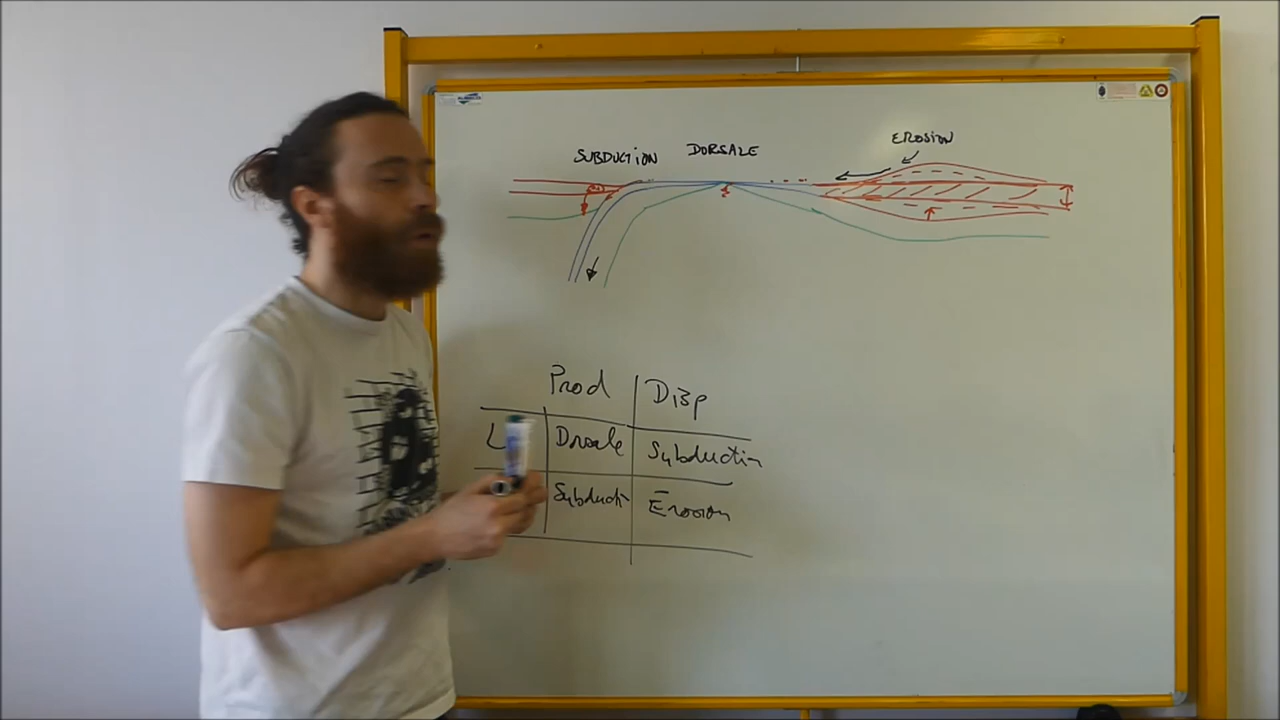 EROSION
SUBDUCTION DORSALE
Prod Disp
L Dorsale Subduction
Subducti Erosion